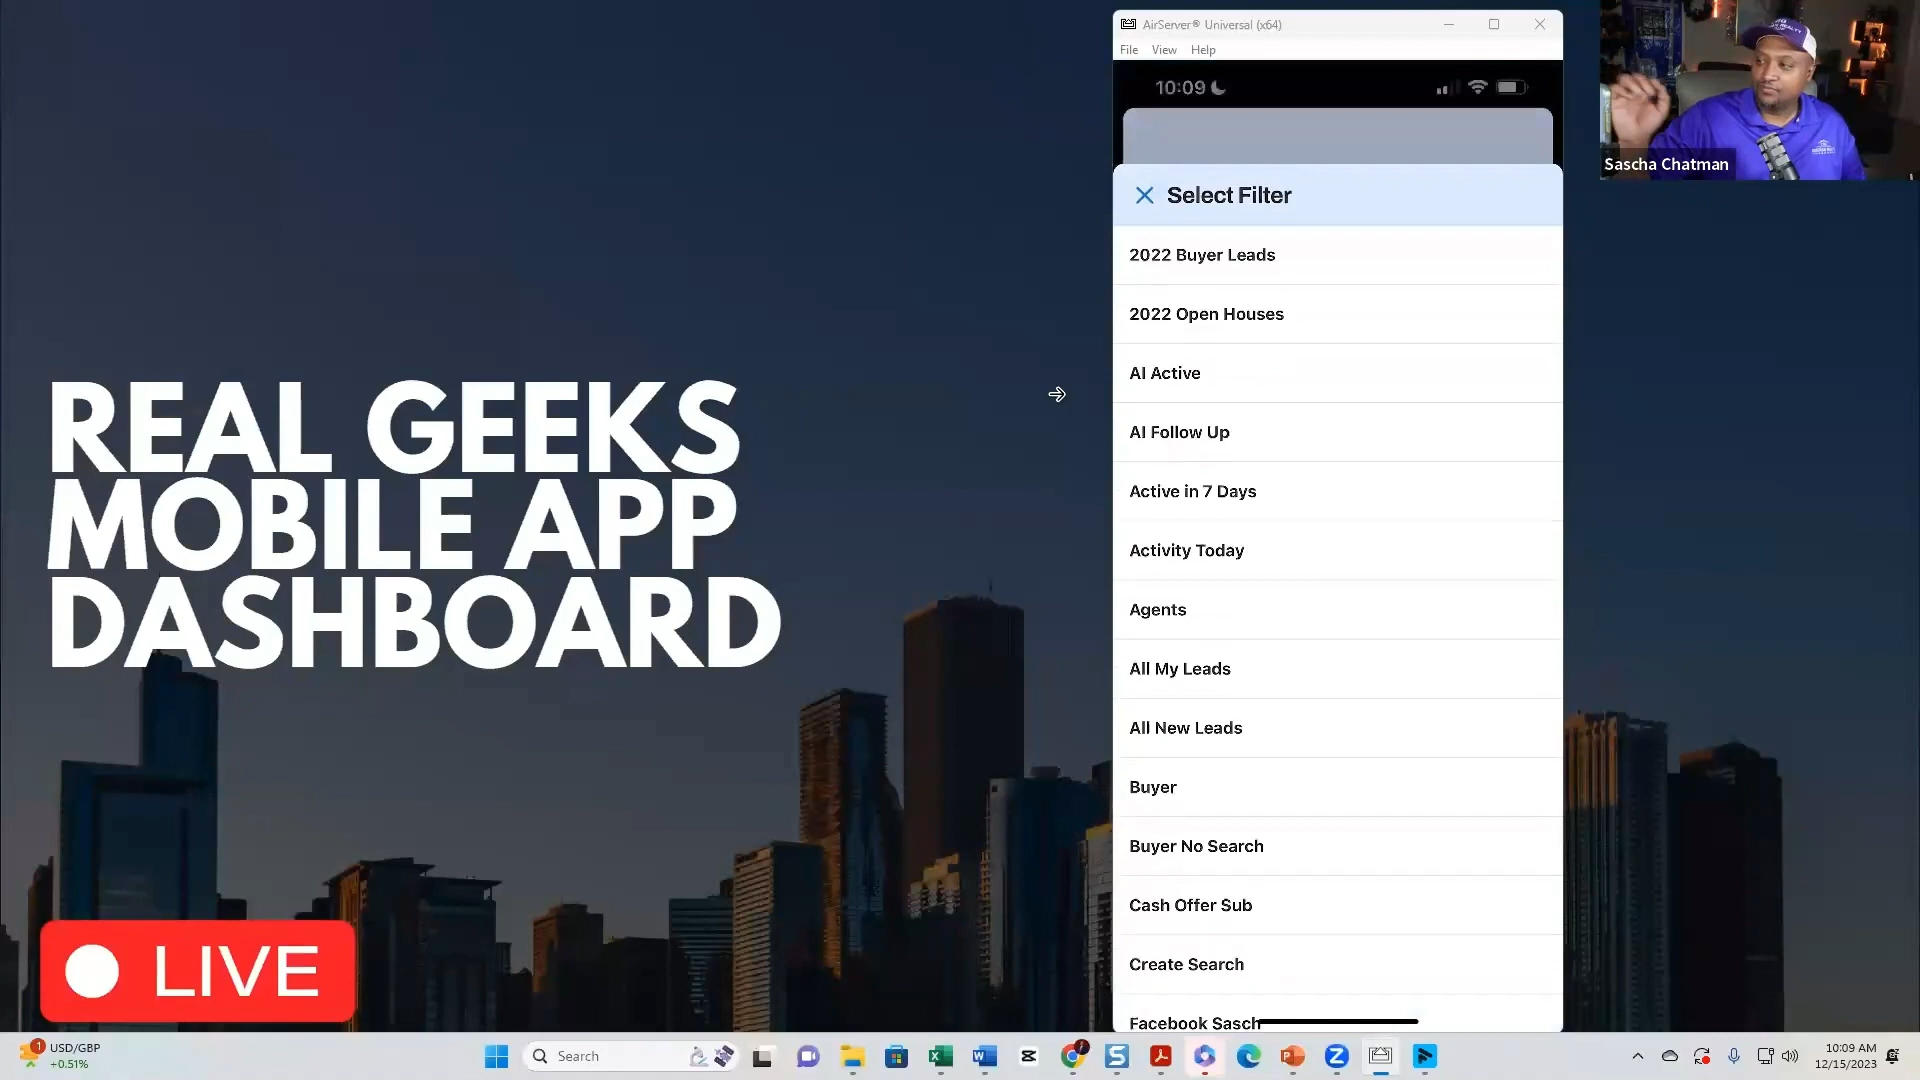 AirServer® Universal (x64)
File View Help
10:09
Select Filter
2022 Buyer Leads
2022 Open Houses
AI Active
AI Follow Up
Active in 7 Days
Activity Today
Agents
All My Leads
All New Leads
Buyer
Buyer No Search
Cash Offer Sub
Create Search
Facebook Sasch
REAL GEEKS
MOBILE APP
DASHBOARD
LIVE
Sascha Chatman
1
USD/GBP
+0.51%
Search
10:09 AM
12/15/2023